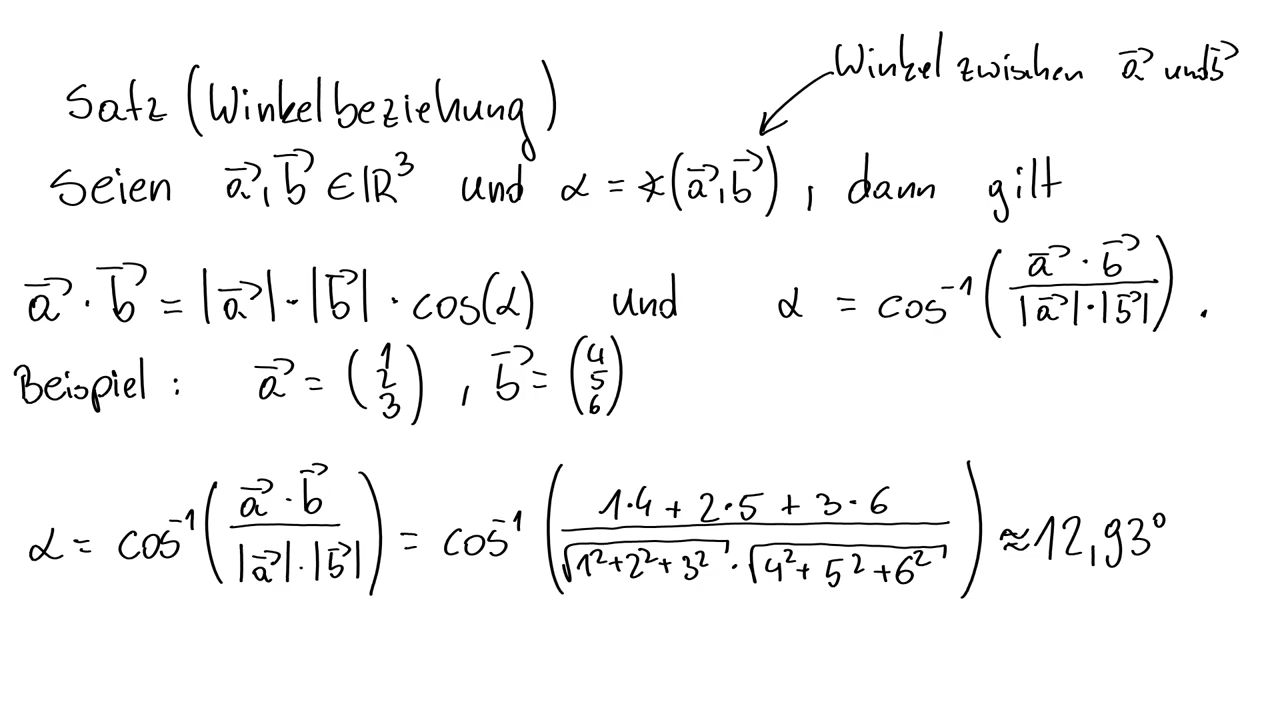 Winkel zwischen a⃗ und b⃗
Satz (Winkelbeziehung)
Seien a⃗, b⃗ ∈ ℝ³ und α = ∢(a⃗, b⃗), dann gilt
a⃗ · b⃗ = |a⃗| · |b⃗| · cos(α) und α = cos⁻¹((a⃗ · b⃗)/(|a⃗| · |b⃗|)).
Beispiel: a⃗ = (1 2 3), b⃗ = (4 5 6)
α = cos⁻¹((a⃗ · b⃗)/(|a⃗| · |b⃗|)) = cos⁻¹((1·4 + 2·5 + 3·6)/(√(1²+2²+3²) · √(4²+5²+6²))) ≈ 12,93°